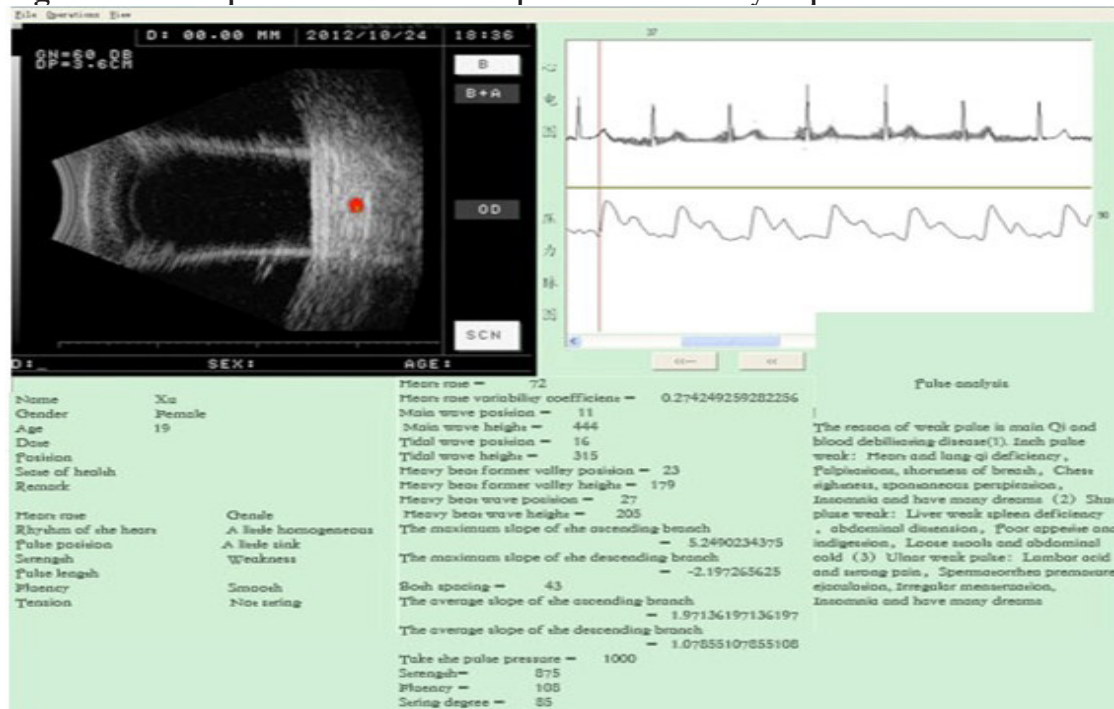 File Operations View
D: 00.00 MM 2012/10/24 18:36
GN=60 DB
DP=3.6CM
B
B+A
OD
SCN
SEX:
AGE:
37
90
<<--
<<
Name Xu
Gender Female
Age 19
Date
Position
Sense of health
Remark
Heart rate Gentle
Rhythm of the heart A little homogeneous
Pulse position A little sink
Strength Weakness
Pulse length
Fluency Smooth
Tension Not string
Heart rate = 72
Heart rate variability coefficient = 0.274249259282256
Main wave position = 11
Main wave height = 444
Tidal wave position = 16
Tidal wave height = 315
Heavy beat former valley position = 23
Heavy beat former valley height = 179
Heavy beat wave position = 27
Heavy beat wave height = 205
The maximum slope of the ascending branch
= 5.2490234375
The maximum slope of the descending branch
= -2.197265625
Both spacing = 43
The average slope of the ascending branch
= 1.97136197136197
The average slope of the descending branch
= 1.07855107855108
Take the pulse pressure = 1000
Strength= 875
Fluency = 108
String degree = 85
Pulse analysis
The reason of weak pulse is main Qi and
blood debilitating disease(1). Inch pulse
weak: Heart and lung qi deficiency,
Palpitations, shortness of breath, Chest
tightness, spontaneous perspiration,
Insomnia and have many dreams (2)
pluse weak: Liver weak spleen deficiency
, abdominal distension, Poor appetite and
indigestion, Loose stools and abdominal
cold (3) Ulnar weak pulse: Lumbar acid
and strong pain, Spermatorrhea premature
ejaculation, Irregular menstruation,
Insomnia and have many dreams